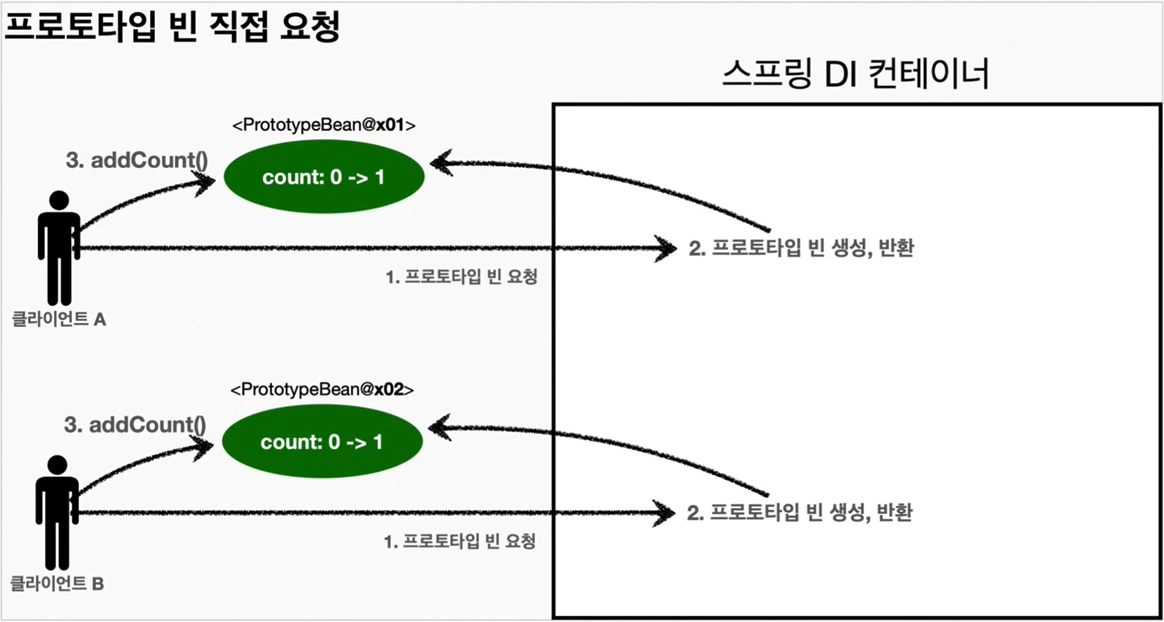 프로토타입 빈 직접 요청
스프링 DI 컨테이너
<PrototypeBean@x01>
3. addCount()
count: 0 -> 1
2. 프로토타입 빈 생성, 반환
1. 프로토타입 빈 요청
클라이언트 A
<PrototypeBean@x02>
3. addCount()
count: 0 -> 1
2. 프로토타입 빈 생성, 반환
1. 프로토타입 빈 요청
클라이언트 B